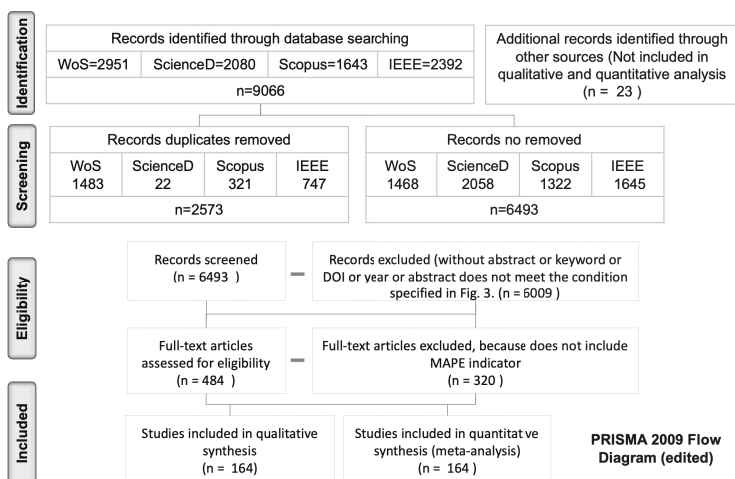 Identification
Records identified through database searching
WoS=2951 ScienceD=2080 Scopus=1643 IEEE=2392
n=9066
Additional records identified through
other sources (Not included in
qualitative and quantitative analysis
(n = 23 )
Screening
Records duplicates removed
WoS ScienceD Scopus IEEE
1483 22 321 747
n=2573
Records no removed
WoS ScienceD Scopus IEEE
1468 2058 1322 1645
n=6493
Eligibility
Records screened
(n = 6493 )
Records excluded (without abstract or keyword or
DOI or year or abstract does not meet the condition
specified in Fig. 3. (n = 6009 )
Full-text articles
assessed for eligibility
(n = 484 )
Full-text articles excluded, because does not include
MAPE indicator
(n = 320 )
Included
Studies included in qualitative
synthesis
(n = 164)
Studies included in quantitat ve
synthesis (meta-analysis)
(n = 164 )
PRISMA 2009 Flow
Diagram (edited)